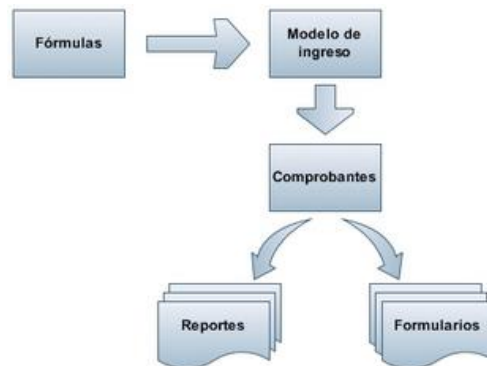 Fórmulas
Modelo de
ingreso
Comprobantes
Reportes
Formularios